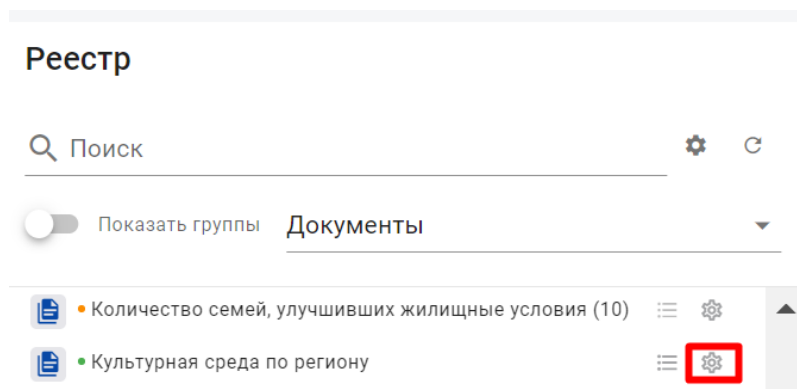 Реестр
Поиск
Показать группы Документы
Количество семей, улучшивших жилищные условия (10)
Культурная среда по региону